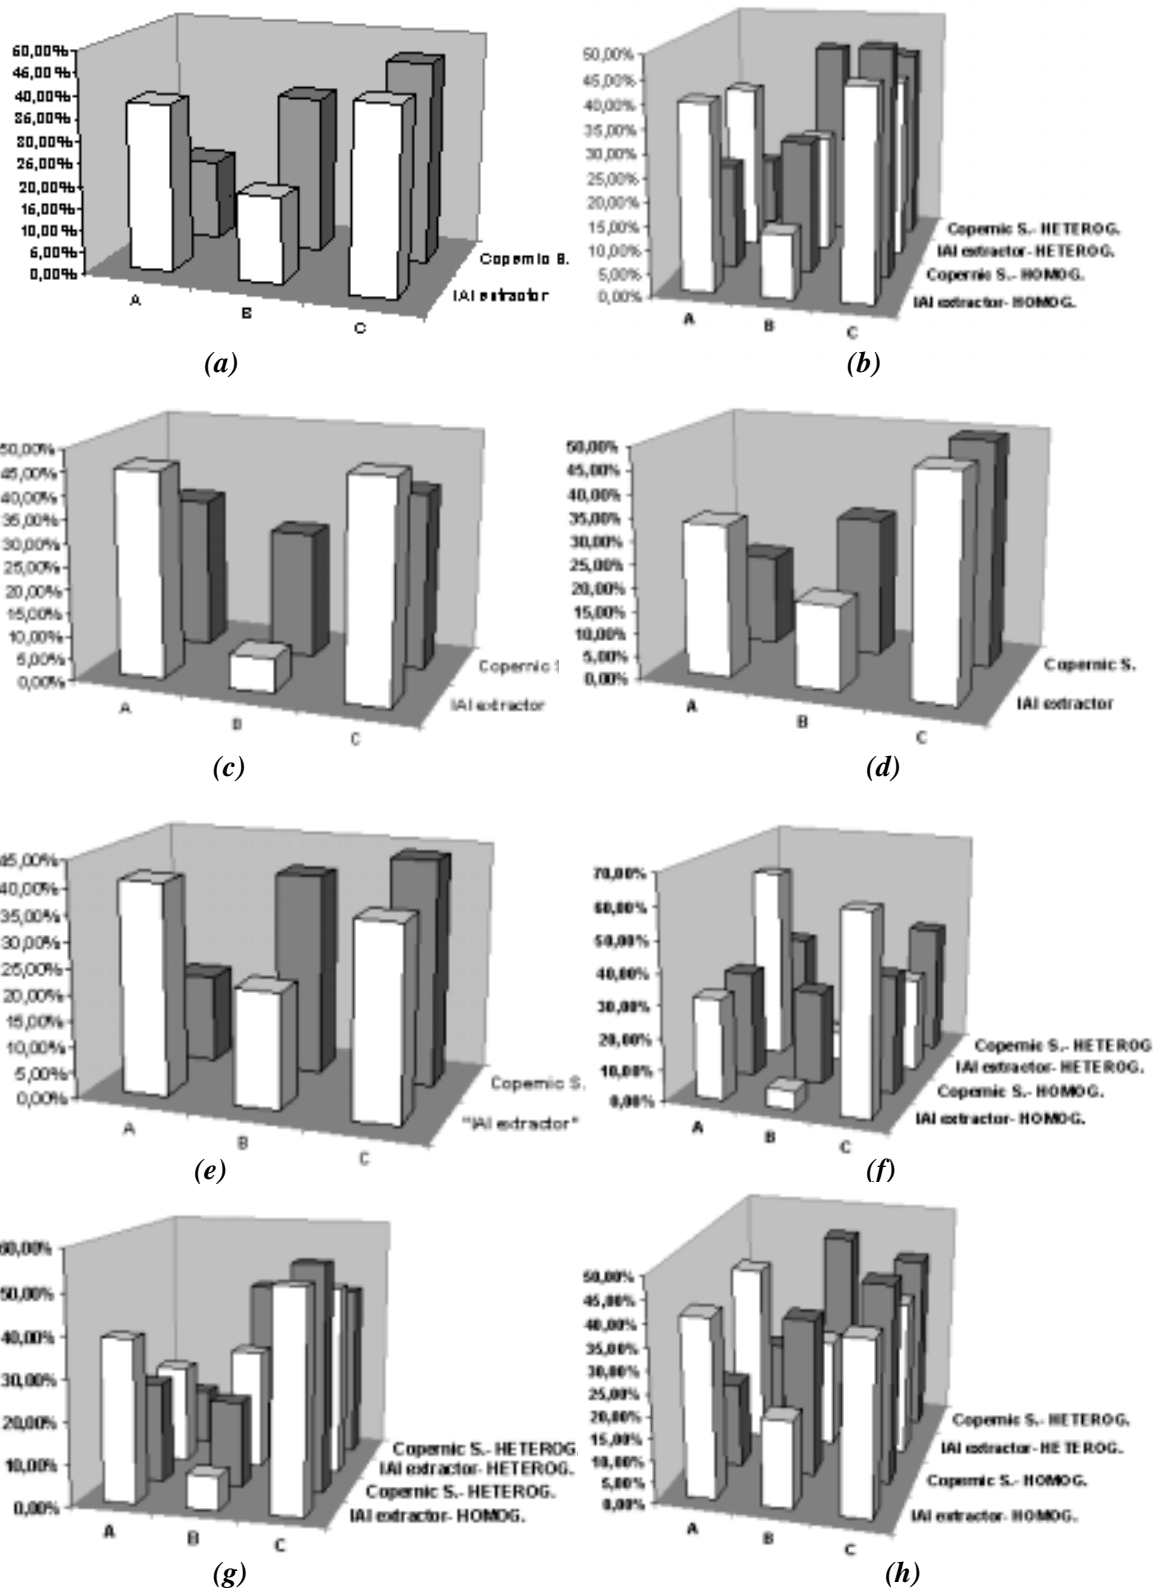 60,00%
46,00%
40,00%
36,00%
30,00%
26,00%
20,00%
16,00%
10,00%
6,00%
0,00%
A
B
C
Copernic S.
IAI extractor
(a)
50,00%
45,00%
40,00%
35,00%
30,00%
25,00%
20,00%
15,00%
10,00%
5,00%
0,00%
A
B
C
Copernic S.- HETEROG.
IAI extractor- HETEROG.
Copernic S.- HOMOG.
IAI extractor- HOMOG.
(b)
50,00%
45,00%
40,00%
35,00%
30,00%
25,00%
20,00%
15,00%
10,00%
5,00%
0,00%
A
B
C
Copernic S
IAI extractor
(c)
50,00%
45,00%
40,00%
35,00%
30,00%
25,00%
20,00%
15,00%
10,00%
5,00%
0,00%
A
B
C
Copernic S.
IAI extractor
(d)
45,00%
40,00%
35,00%
30,00%
25,00%
20,00%
15,00%
10,00%
5,00%
0,00%
A
B
C
Copernic S.
"IAI extractor"
(e)
70,00%
60,00%
50,00%
40,00%
30,00%
20,00%
10,00%
0,00%
A
B
C
Copernic S.- HETEROG
IAI extractor- HETEROG.
Copernic S.- HOMOG.
IAI extractor- HOMOG.
(f)
60,00%
50,00%
40,00%
30,00%
20,00%
10,00%
0,00%
A
B
C
Copernic S.- HETEROG
IAI extractor- HETEROG.
Copernic S.- HETEROG.
IAI extractor- HOMOG.
(g)
50,00%
45,00%
40,00%
35,00%
30,00%
25,00%
20,00%
15,00%
10,00%
5,00%
0,00%
A
B
C
Copernic S.- HETEROG.
IAI extractor- HETEROG.
Copernic S.- HOMOG.
IAI extractor- HOMOG.
(h)